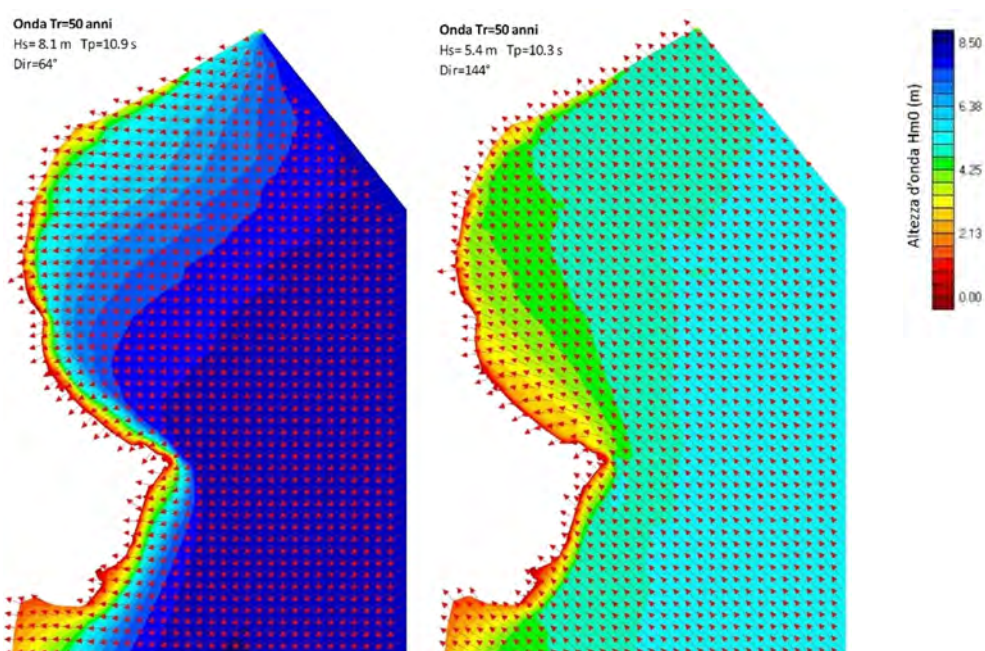 Onda Tr=50 anni
Hs= 8.1 m Tp=10.9 s
Dir=64°
Onda Tr=50 anni
Hs= 5.4 m Tp=10.3 s
Dir=144°
Altezza d'onda Hm0 (m)
8.50
6.38
4.25
2.13
0.00